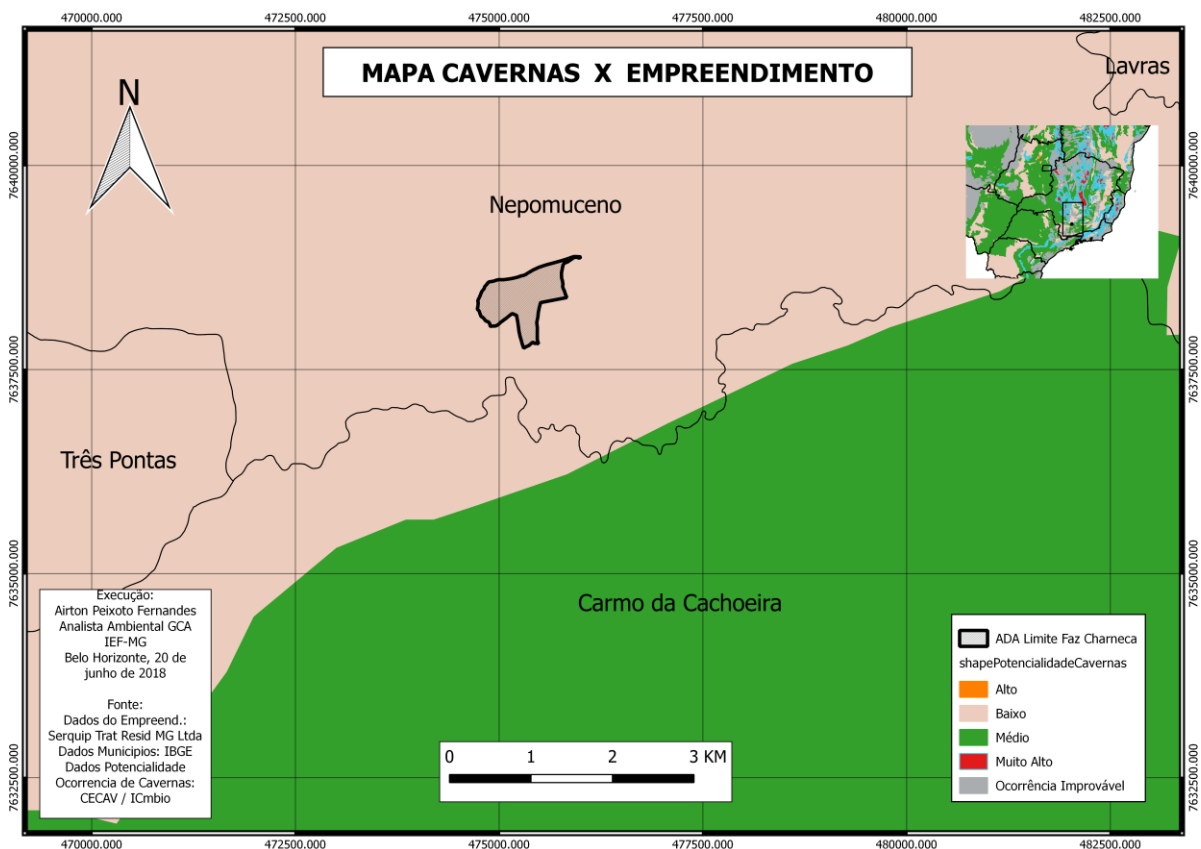 470000.000 472500.000 475000.000 477500.000 480000.000 482500.000
MAPA CAVERNAS X EMPREENDIMENTO
Lavras
N
7640000.000
7640000.000
Nepomuceno
7637500.000
7637500.000
Três Pontas
7635000.000
7635000.000
Carmo da Cachoeira
Execução:
Airton Peixoto Fernandes
Analista Ambiental GCA
IEF-MG
Belo Horizonte, 20 de
junho de 2018
Fonte:
Dados do Empreend.:
Serquip Trat Resid MG Ltda
Dados Municipios: IBGE
Dados Potencialidade
Ocorrencia de Cavernas:
CECAV / ICmbio
0 1 2 3 KM
ADA Limite Faz Charneca
shapePotencialidadeCavernas
Alto
Baixo
Médio
Muito Alto
Ocorrência Improvável
7632500.000
7632500.000
470000.000 472500.000 475000.000 477500.000 480000.000 482500.000